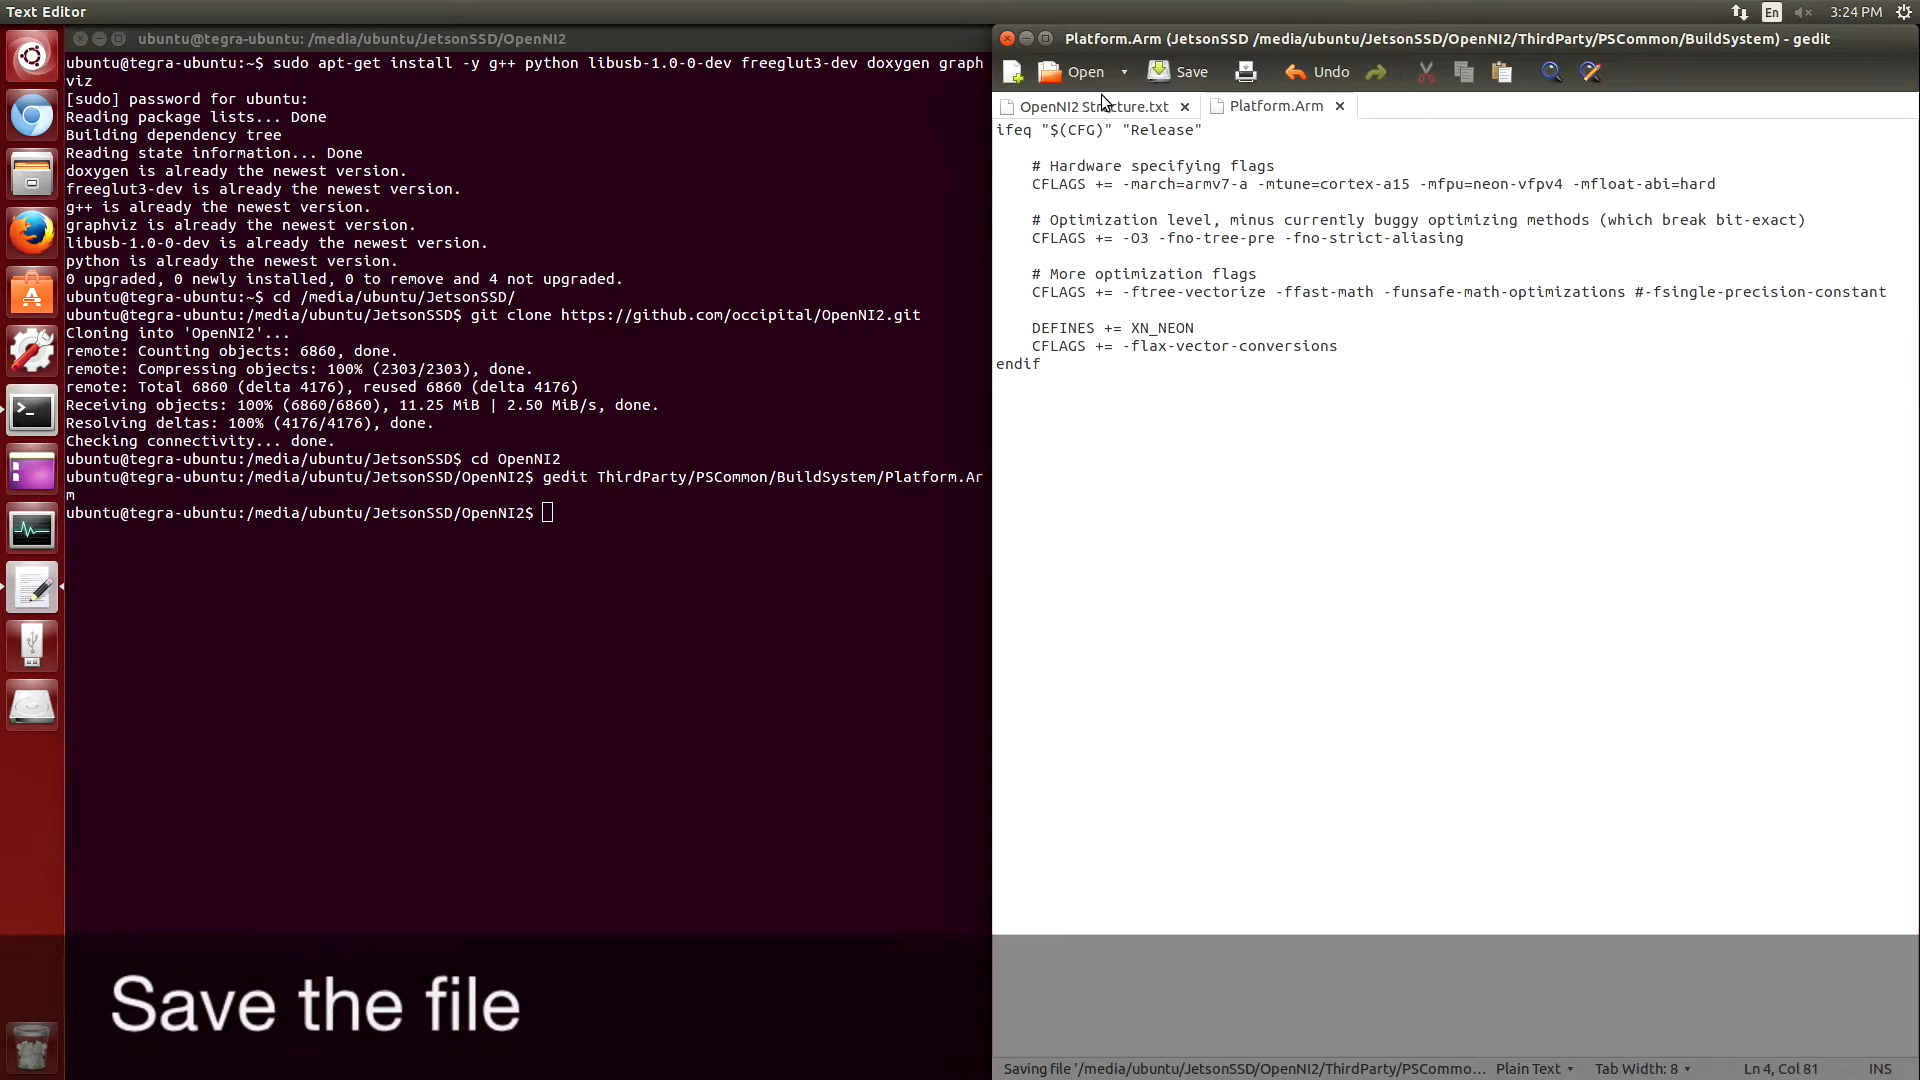 Text Editor
En
3:24 PM
ubuntu@tegra-ubuntu: /media/ubuntu/JetsonSSD/OpenNI2
ubuntu@tegra-ubuntu:~$ sudo apt-get install -y g++ python libusb-1.0-0-dev freeglut3-dev doxygen graph
viz
[sudo] password for ubuntu:
Reading package lists... Done
Building dependency tree
Reading state information... Done
doxygen is already the newest version.
freeglut3-dev is already the newest version.
g++ is already the newest version.
graphviz is already the newest version.
libusb-1.0-0-dev is already the newest version.
python is already the newest version.
0 upgraded, 0 newly installed, 0 to remove and 4 not upgraded.
ubuntu@tegra-ubuntu:~$ cd /media/ubuntu/JetsonSSD/
ubuntu@tegra-ubuntu:/media/ubuntu/JetsonSSD$ git clone https://github.com/occipital/OpenNI2.git
Cloning into 'OpenNI2'...
remote: Counting objects: 6860, done.
remote: Compressing objects: 100% (2303/2303), done.
remote: Total 6860 (delta 4176), reused 6860 (delta 4176)
Receiving objects: 100% (6860/6860), 11.25 MiB | 2.50 MiB/s, done.
Resolving deltas: 100% (4176/4176), done.
Checking connectivity... done.
ubuntu@tegra-ubuntu:/media/ubuntu/JetsonSSD$ cd OpenNI2
ubuntu@tegra-ubuntu:/media/ubuntu/JetsonSSD/OpenNI2$ gedit ThirdParty/PSCommon/BuildSystem/Platform.Ar
m
ubuntu@tegra-ubuntu:/media/ubuntu/JetsonSSD/OpenNI2$
Platform.Arm (JetsonSSD /media/ubuntu/JetsonSSD/OpenNI2/ThirdParty/PSCommon/BuildSystem) - gedit
Open
Save
Undo
OpenNI2 Structure.txt
Platform.Arm
ifeq "$(CFG)" "Release"
# Hardware specifying flags
CFLAGS += -march=armv7-a -mtune=cortex-a15 -mfpu=neon-vfpv4 -mfloat-abi=hard
# Optimization level, minus currently buggy optimizing methods (which break bit-exact)
CFLAGS += -O3 -fno-tree-pre -fno-strict-aliasing
# More optimization flags
CFLAGS += -ftree-vectorize -ffast-math -funsafe-math-optimizations #-fsingle-precision-constant
DEFINES += XN_NEON
CFLAGS += -flax-vector-conversions
endif
Save the file
Saving file '/media/ubuntu/JetsonSSD/OpenNI2/ThirdParty/PSCommo...
Plain Text
Tab Width: 8
Ln 4, Col 81
INS